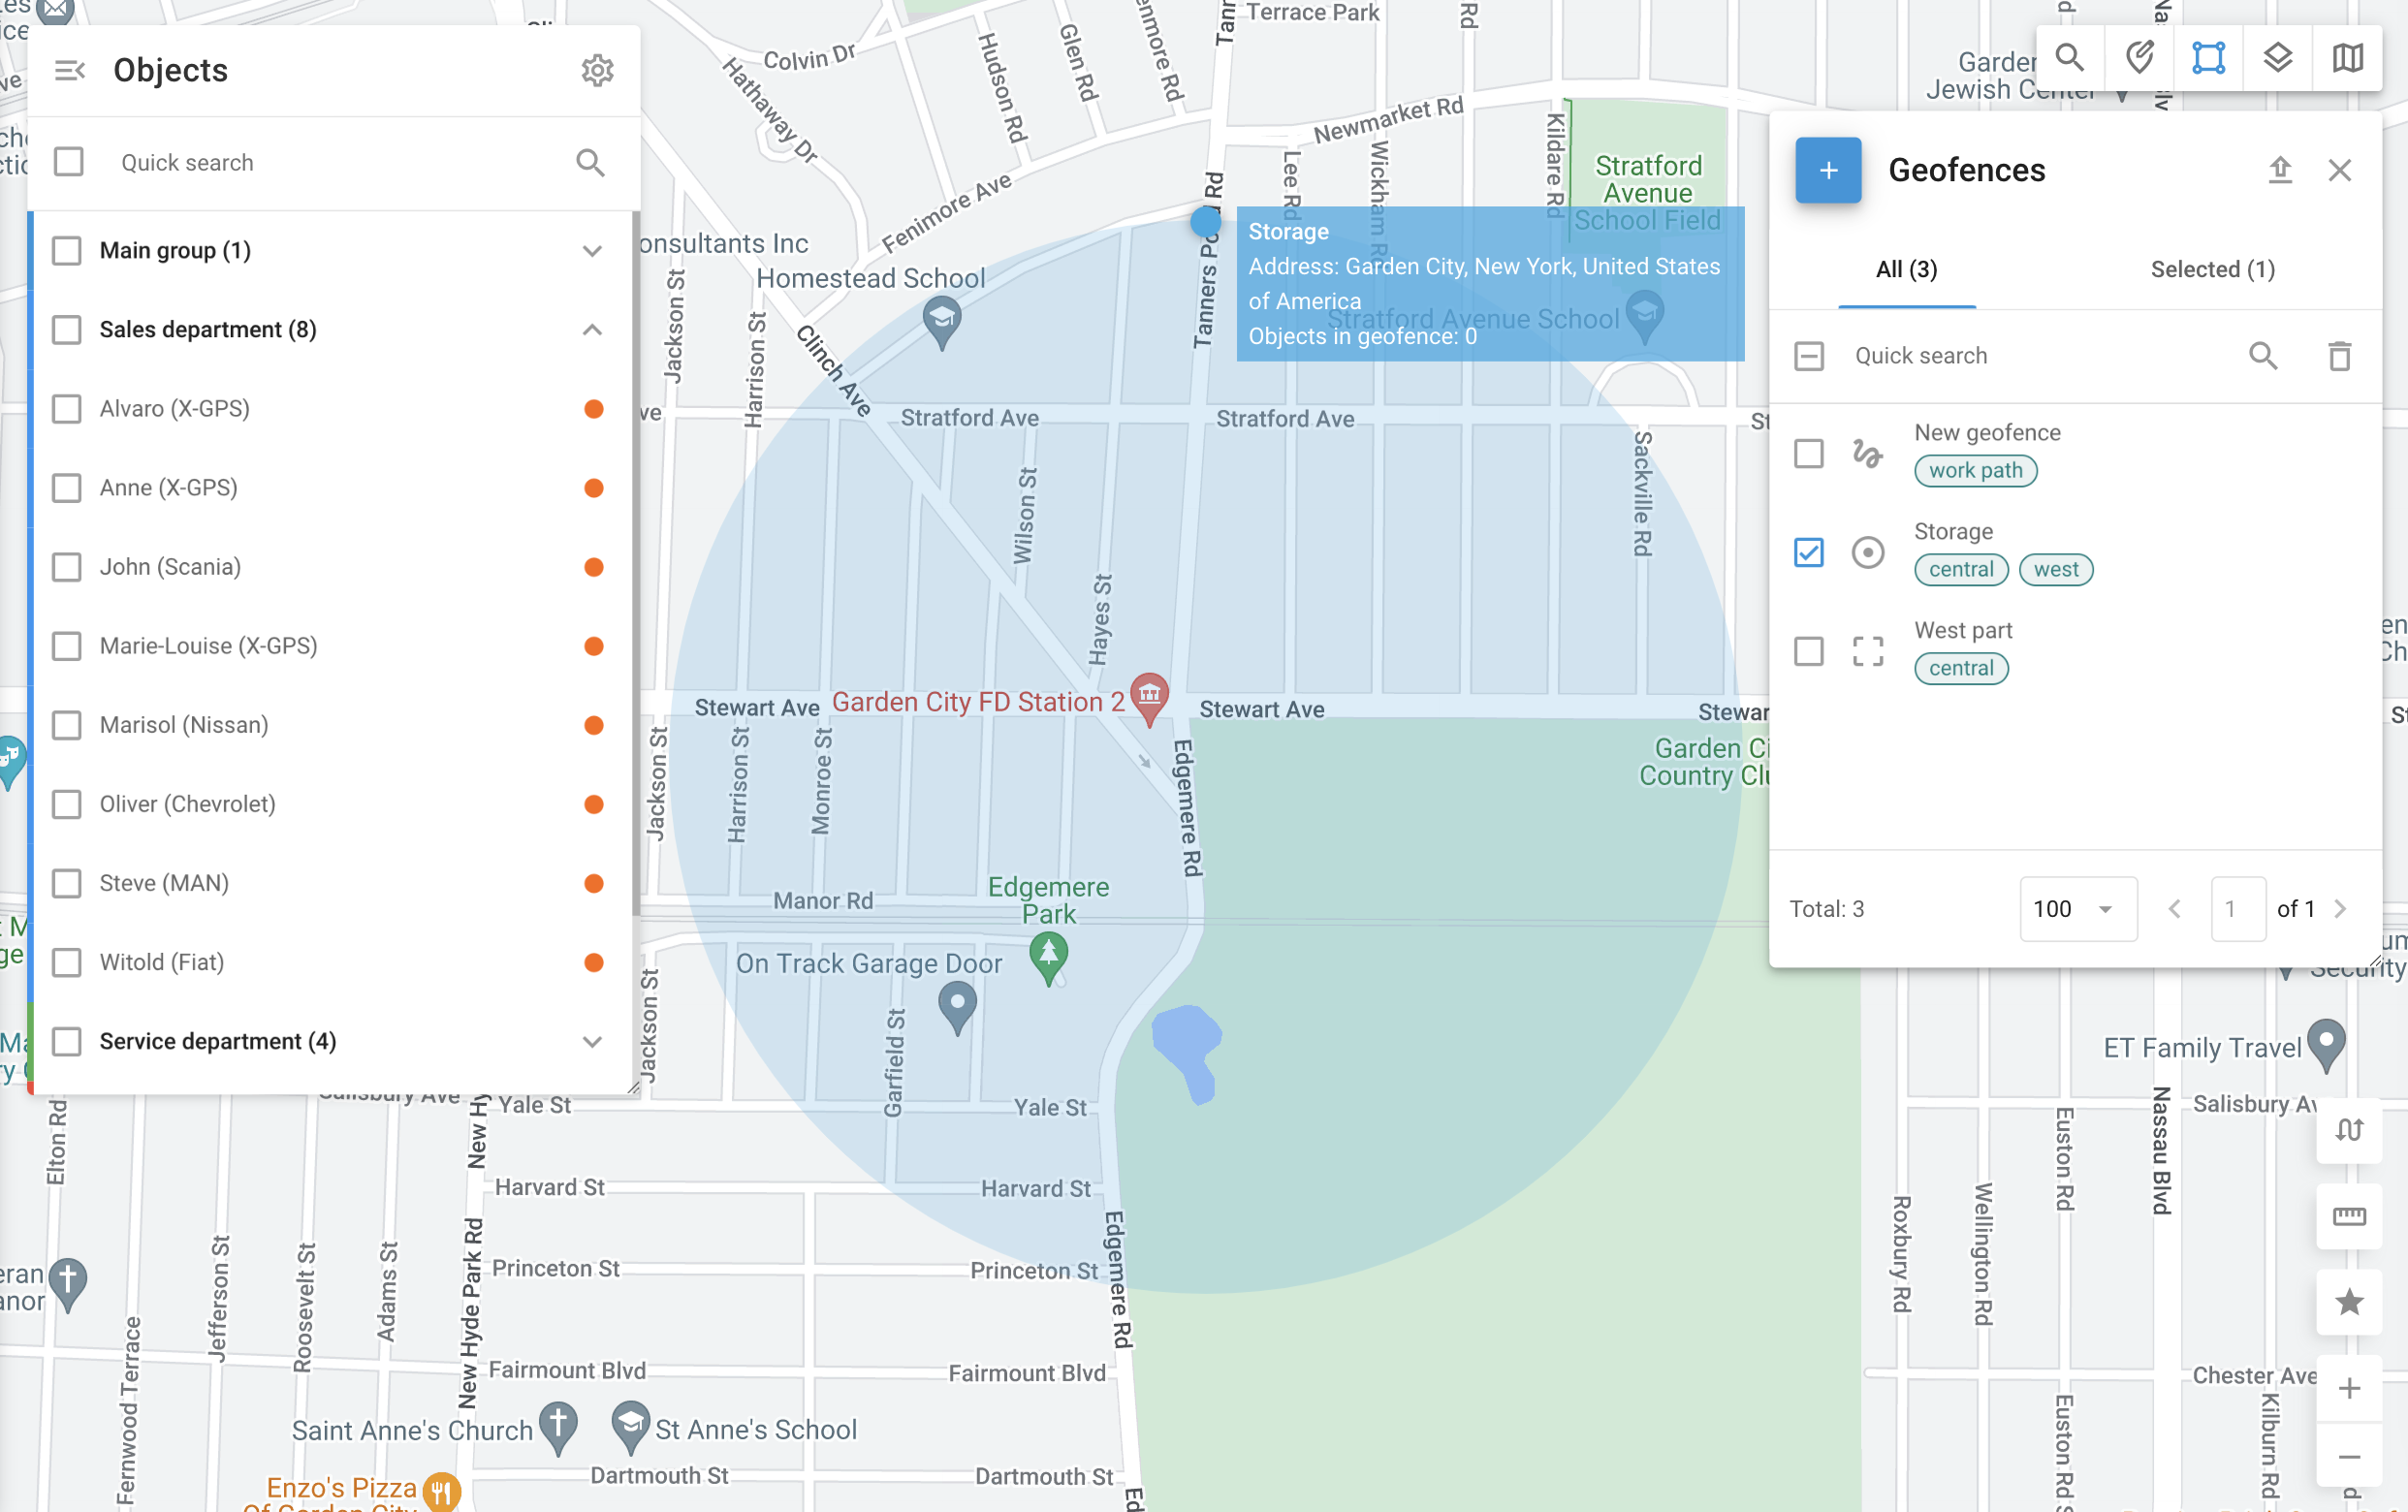 Objects
Quick search
Main group (1)
Sales department (8)
Alvaro (X-GPS)
Anne (X-GPS)
John (Scania)
Marie-Louise (X-GPS)
Marisol (Nissan)
Oliver (Chevrolet)
Steve (MAN)
Witold (Fiat)
Service department (4)
Terrace Park
Colvin Dr
Hathaway Dr
Hudson Rd
Glen Rd
Rd
Newmarket Rd
Fenimore Ave
Lee Rd
Wickham Rd
Kildare Rd
Stratford
Avenue
School Field
onsultants Inc
Homestead School
Jackson St
Harrison St
Clinch Ave
Storage
Address: Garden City, New York, United States
of America
Objects in geofence: 0
Stratford Avenue School
Stratford Ave
Stratford Ave
Wilson St
Hayes St
Sackville Rd
Stewart Ave
Garden City FD Station 2
Stewart Ave
Stewar
Garden Ci
Country Clu
Jackson St
Harrison St
Monroe St
Edgemere Rd
Manor Rd
Edgemere
Park
On Track Garage Door
Jackson St
Garfield St
Yale St
Yale St
Harvard St
Harvard St
Princeton St
Princeton St
Edgemere Rd
Fairmount Blvd
Fairmount Blvd
Saint Anne's Church
St Anne's School
Dartmouth St
Dartmouth St
Enzo's Pizza
Elton Rd
Fernwood Terrace
Jefferson St
Roosevelt St
Adams St
New Hyde Park Rd
Garden
Geofences
All (3)
Selected (1)
Quick search
New geofence
work path
Storage
central
west
West part
central
Total: 3
100
1
of 1
Security
ET Family Travel
Salisbury Av
Nassau Blvd
Euston Rd
Wellington Rd
Roxbury Rd
Chester Ave
Euston Rd
Kilburn Rd